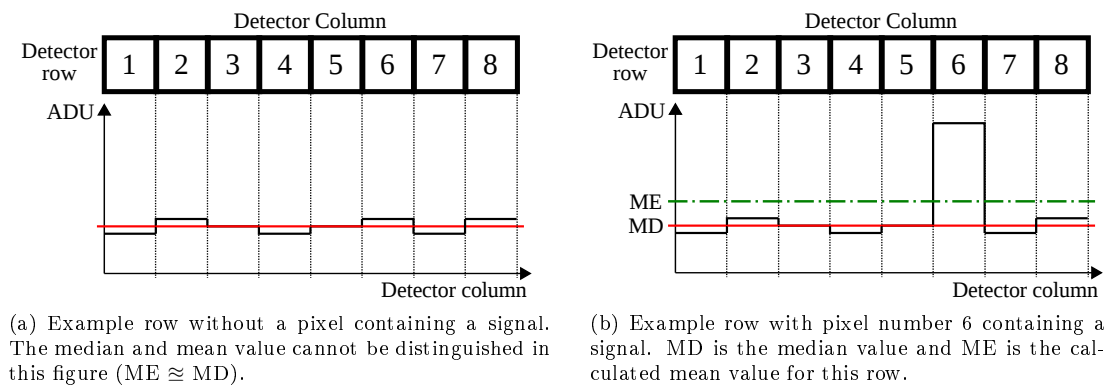 Detector Column
Detector
row
1 2 3 4 5 6 7 8
ADU
Detector column
(a) Example row without a pixel containing a signal.
The median and mean value cannot be distinguished in
this figure (ME ≊ MD).
Detector Column
Detector
row
1 2 3 4 5 6 7 8
ADU
ME
MD
Detector column
(b) Example row with pixel number 6 containing a
signal. MD is the median value and ME is the cal-
culated mean value for this row.